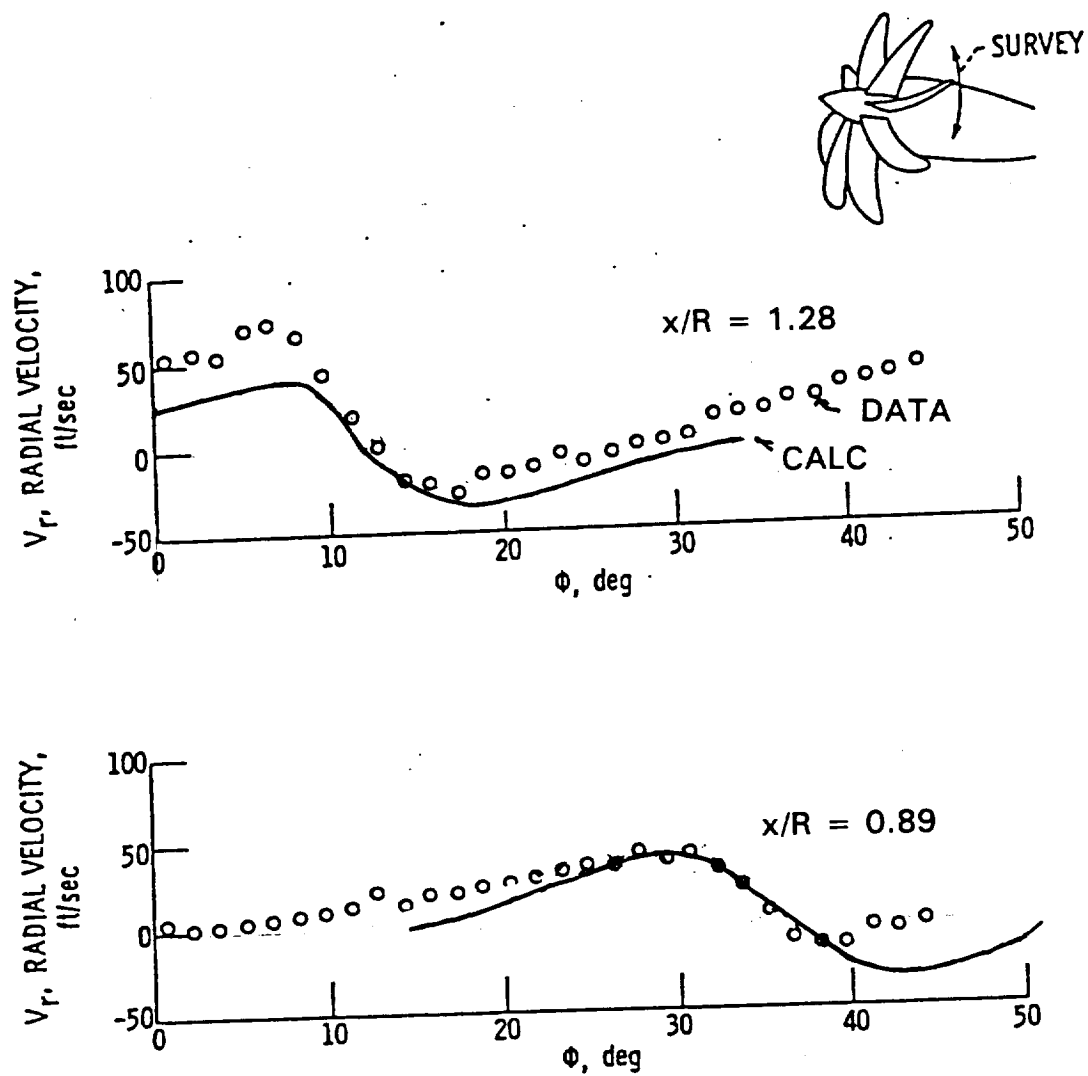 SURVEY
V_r, RADIAL VELOCITY,
ft/sec
100
50
0
-50
0
10
20
30
40
50
Φ, deg
x/R = 1.28
DATA
CALC
V_r, RADIAL VELOCITY,
ft/sec
100
50
0
-50
0
10
20
30
40
50
Φ, deg
x/R = 0.89